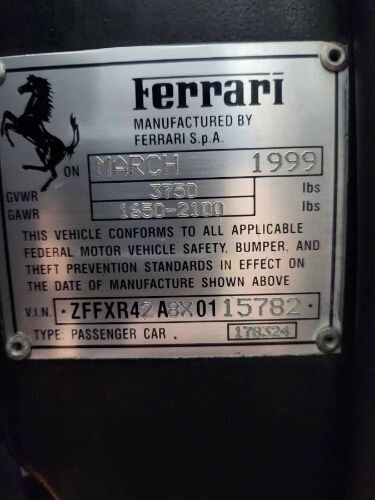 Ferrari
MANUFACTURED BY
FERRARI S.p.A.
ON MARCH 1999
GVWR 3750 lbs
GAWR 1650-2100 lbs
THIS VEHICLE CONFORMS TO ALL APPLICABLE
FEDERAL MOTOR VEHICLE SAFETY, BUMPER, AND
THEFT PREVENTION STANDARDS IN EFFECT ON
THE DATE OF MANUFACTURE SHOWN ABOVE
V.I.N. • ZFFXR42A8X0115782 •
TYPE: PASSENGER CAR 178324